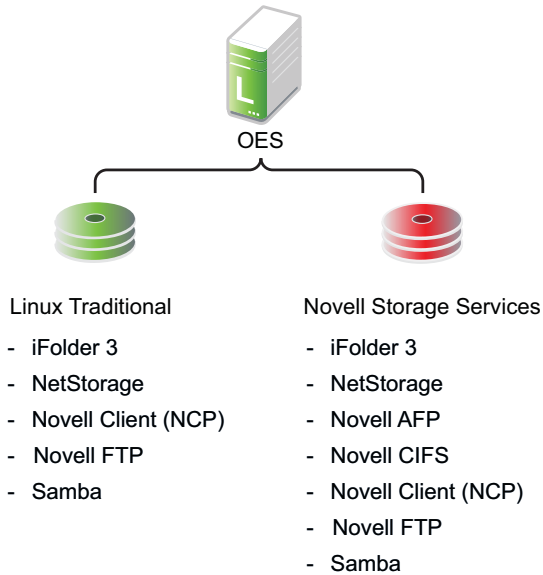 L
OES
Linux Traditional
- iFolder 3
- NetStorage
- Novell Client (NCP)
- Novell FTP
- Samba
Novell Storage Services
- iFolder 3
- NetStorage
- Novell AFP
- Novell CIFS
- Novell Client (NCP)
- Novell FTP
- Samba